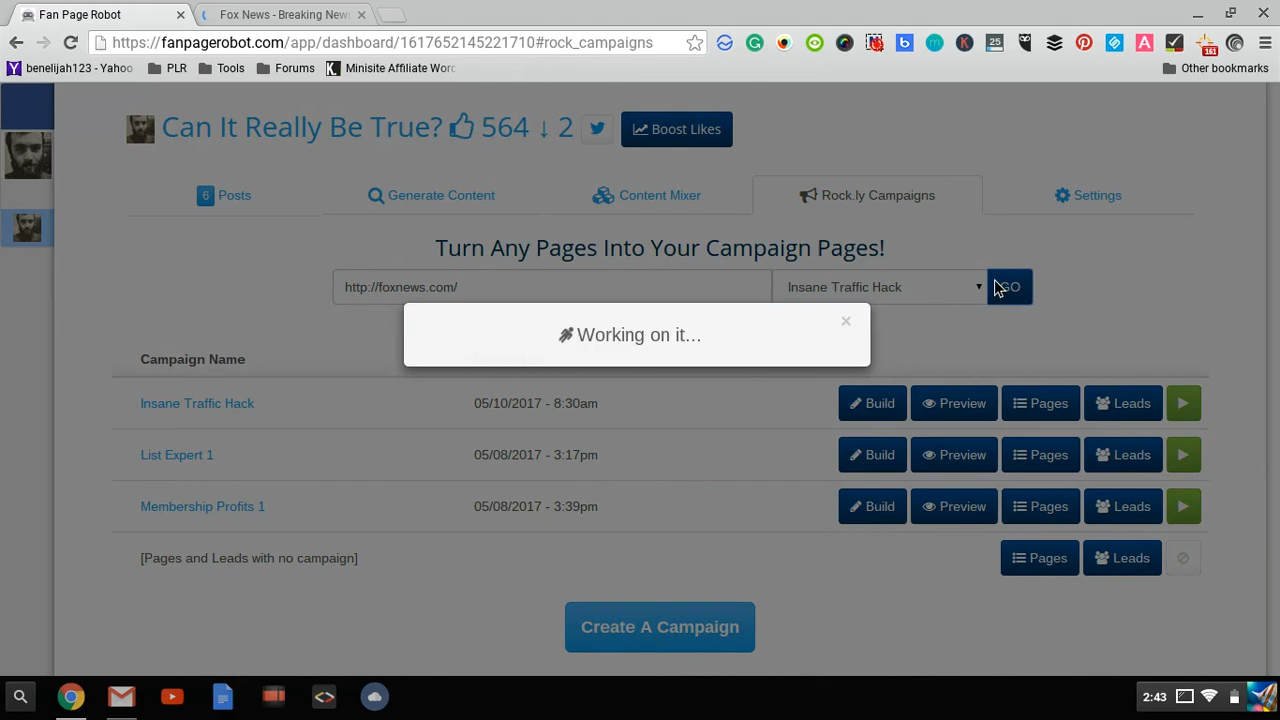 Fan Page Robot
Fox News - Breaking New
https://fanpagerobot.com/app/dashboard/1617652145221710#rock_campaigns
benelijah123 - Yahoo
PLR
Tools
Forums
Minisite Affiliate Wor
Other bookmarks
25
161
Can It Really Be True? 564 ↓ 2
Boost Likes
6 Posts
Generate Content
Content Mixer
Rock.ly Campaigns
Settings
Turn Any Pages Into Your Campaign Pages!
http://foxnews.com/
Insane Traffic Hack
GO
Working on it...
×
Campaign Name
Insane Traffic Hack 05/10/2017 - 8:30am Build Preview Pages Leads
List Expert 1 05/08/2017 - 3:17pm Build Preview Pages Leads
Membership Profits 1 05/08/2017 - 3:39pm Build Preview Pages Leads
[Pages and Leads with no campaign] Pages Leads
Create A Campaign
2:43